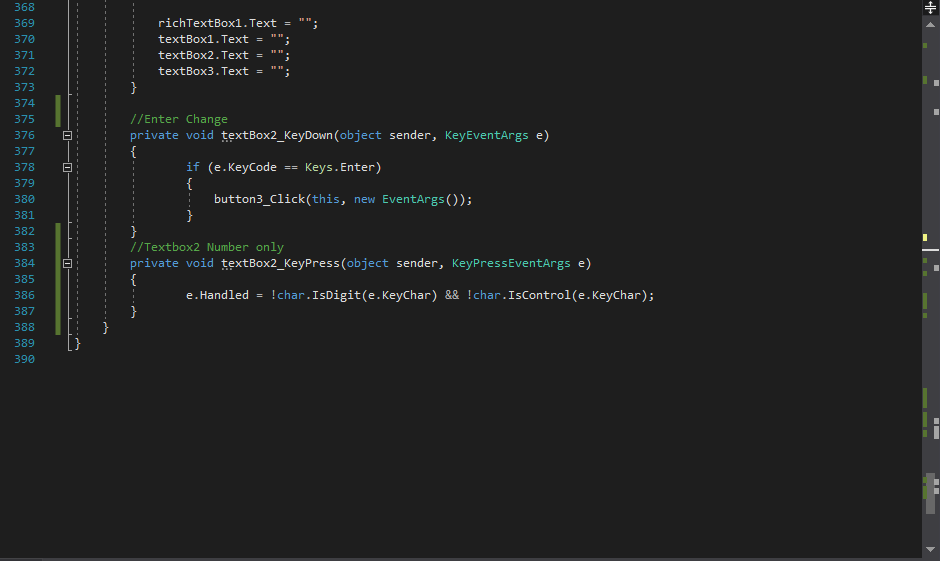 368
369 richTextBox1.Text = "";
370 textBox1.Text = "";
371 textBox2.Text = "";
372 textBox3.Text = "";
373 }
374
375 //Enter Change
376 private void textBox2_KeyDown(object sender, KeyEventArgs e)
377 {
378 if (e.KeyCode == Keys.Enter)
379 {
380 button3_Click(this, new EventArgs());
381 }
382 }
383 //Textbox2 Number only
384 private void textBox2_KeyPress(object sender, KeyPressEventArgs e)
385 {
386 e.Handled = !char.IsDigit(e.KeyChar) && !char.IsControl(e.KeyChar);
387 }
388 }
389 }
390